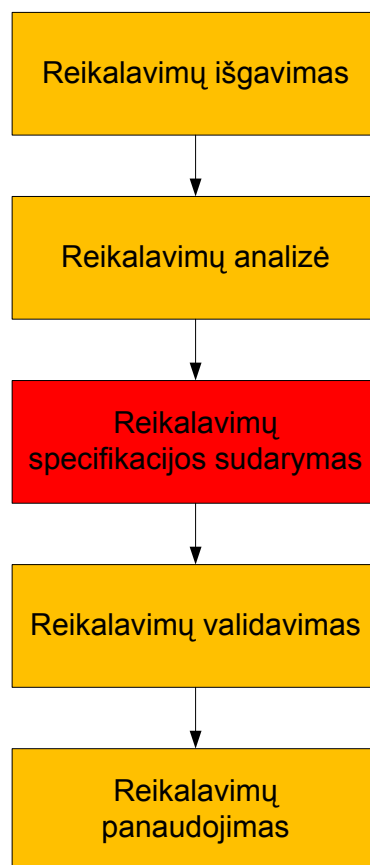 Reikalavimų išgavimas
Reikalavimų analizė
Reikalavimų
specifikacijos sudarymas
Reikalavimų validavimas
Reikalavimų
panaudojimas